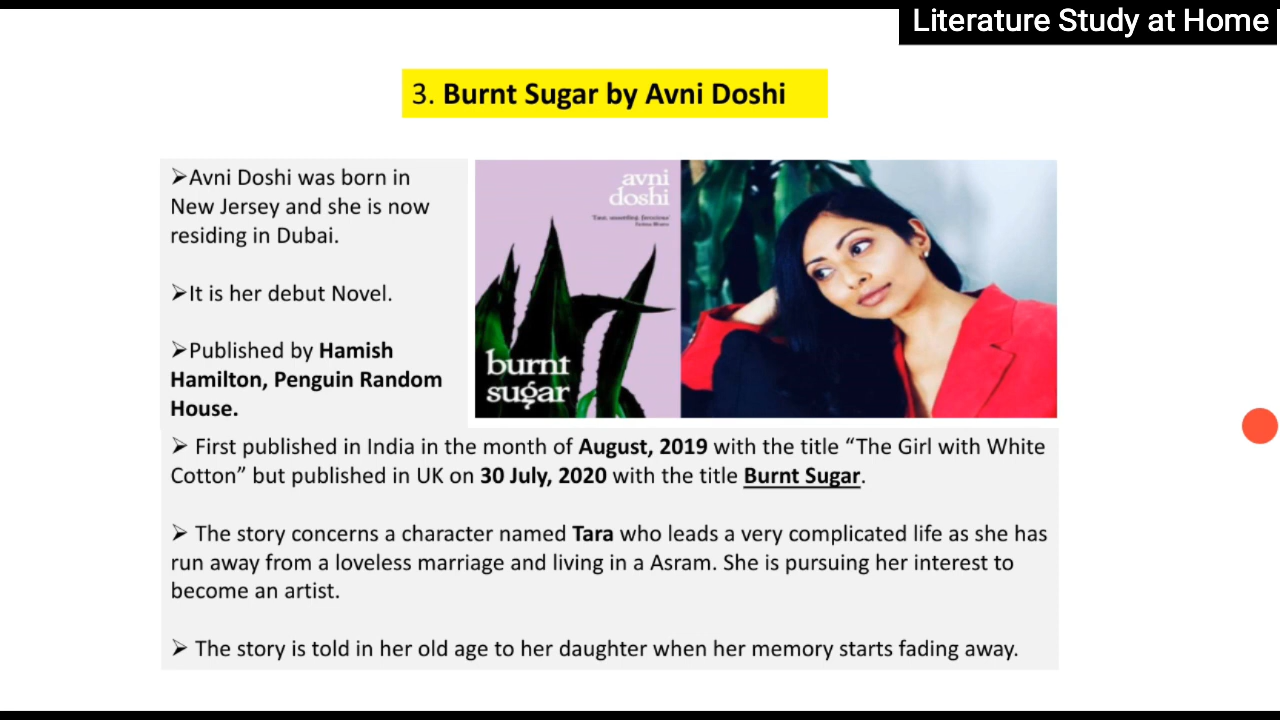 Literature Study at Home
3. Burnt Sugar by Avni Doshi
➢Avni Doshi was born in
New Jersey and she is now
residing in Dubai.
➢It is her debut Novel.
➢Published by Hamish
Hamilton, Penguin Random
House.
avni
doshi
burnt
sugar
➢ First published in India in the month of August, 2019 with the title “The Girl with White
Cotton” but published in UK on 30 July, 2020 with the title Burnt Sugar.
➢ The story concerns a character named Tara who leads a very complicated life as she has
run away from a loveless marriage and living in a Asram. She is pursuing her interest to
become an artist.
➢ The story is told in her old age to her daughter when her memory starts fading away.